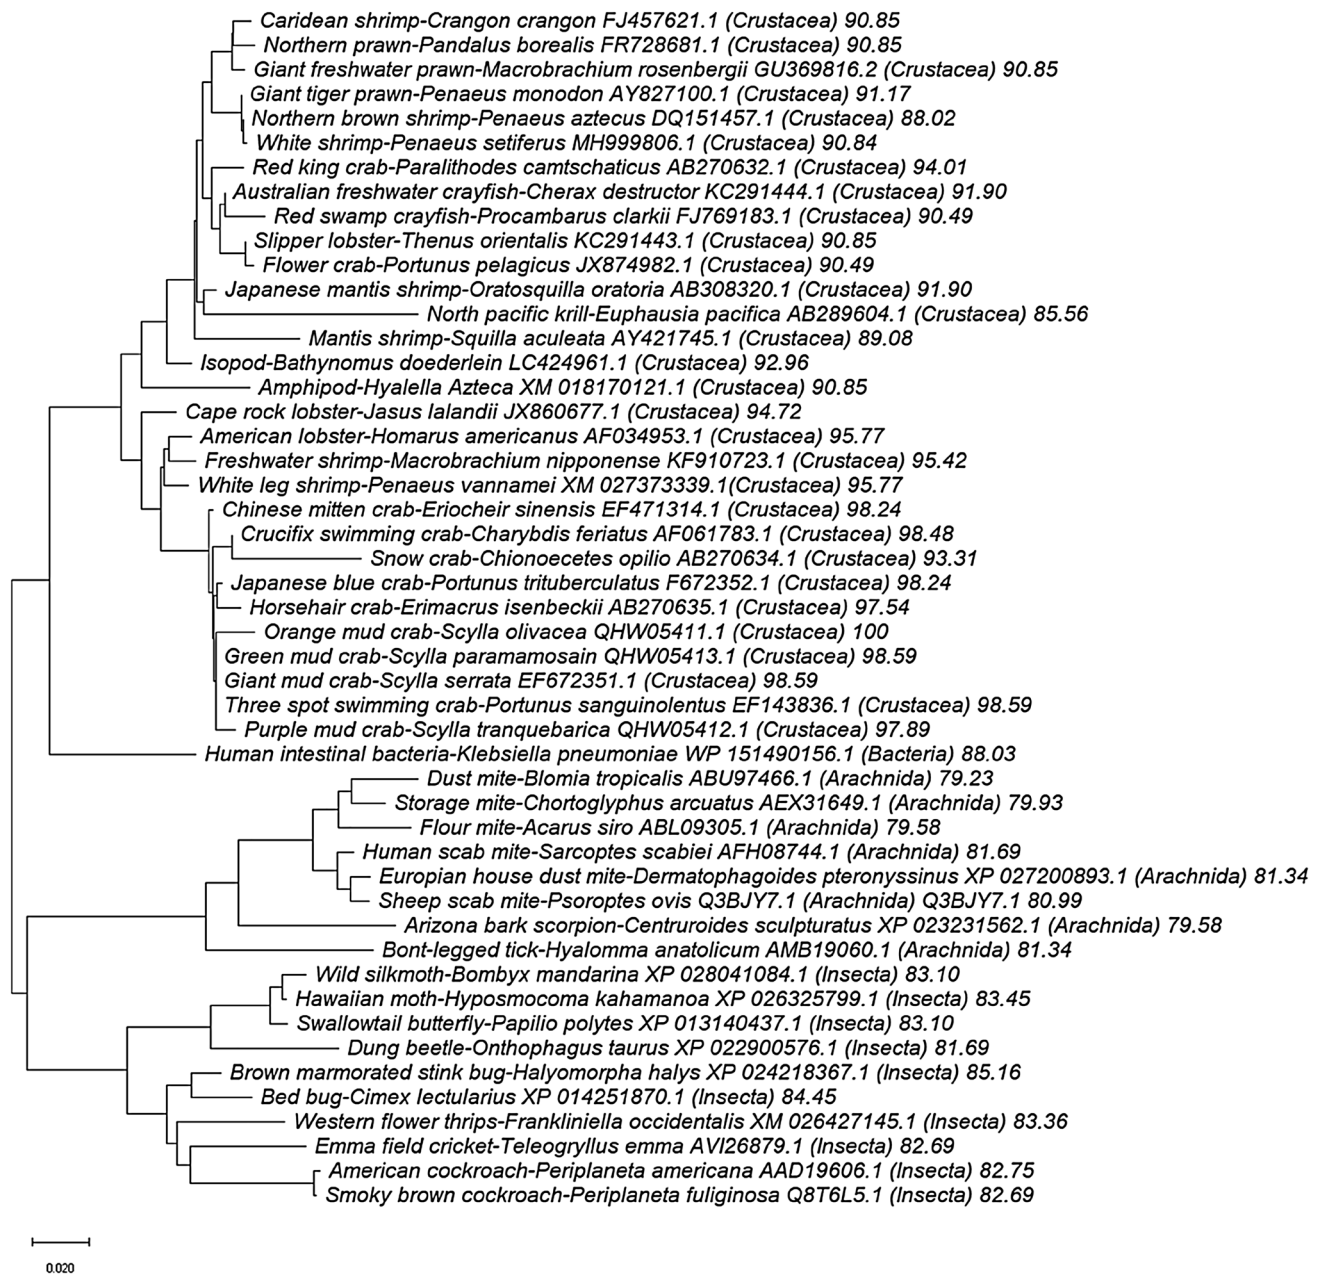 Caridean shrimp-Crangon crangon FJ457621.1 (Crustacea) 90.85
Northern prawn-Pandalus borealis FR728681.1 (Crustacea) 90.85
Giant freshwater prawn-Macrobrachium rosenbergii GU369816.2 (Crustacea) 90.85
Giant tiger prawn-Penaeus monodon AY827100.1 (Crustacea) 91.17
Northern brown shrimp-Penaeus aztecus DQ151457.1 (Crustacea) 88.02
White shrimp-Penaeus setiferus MH999806.1 (Crustacea) 90.84
Red king crab-Paralithodes camtschaticus AB270632.1 (Crustacea) 94.01
Australian freshwater crayfish-Cherax destructor KC291444.1 (Crustacea) 91.90
Red swamp crayfish-Procambarus clarkii FJ769183.1 (Crustacea) 90.49
Slipper lobster-Thenus orientalis KC291443.1 (Crustacea) 90.85
Flower crab-Portunus pelagicus JX874982.1 (Crustacea) 90.49
Japanese mantis shrimp-Oratosquilla oratoria AB308320.1 (Crustacea) 91.90
North pacific krill-Euphausia pacifica AB289604.1 (Crustacea) 85.56
Mantis shrimp-Squilla aculeata AY421745.1 (Crustacea) 89.08
Isopod-Bathynomus doederlein LC424961.1 (Crustacea) 92.96
Amphipod-Hyalella Azteca XM 018170121.1 (Crustacea) 90.85
Cape rock lobster-Jasus lalandii JX860677.1 (Crustacea) 94.72
American lobster-Homarus americanus AF034953.1 (Crustacea) 95.77
Freshwater shrimp-Macrobrachium nipponense KF910723.1 (Crustacea) 95.42
White leg shrimp-Penaeus vannamei XM 027373339.1(Crustacea) 95.77
Chinese mitten crab-Eriocheir sinensis EF471314.1 (Crustacea) 98.24
Crucifix swimming crab-Charybdis feriatus AF061783.1 (Crustacea) 98.48
Snow crab-Chionoecetes opilio AB270634.1 (Crustacea) 93.31
Japanese blue crab-Portunus trituberculatus F672352.1 (Crustacea) 98.24
Horsehair crab-Erimacrus isenbeckii AB270635.1 (Crustacea) 97.54
Orange mud crab-Scylla olivacea QHW05411.1 (Crustacea) 100
Green mud crab-Scylla paramamosain QHW05413.1 (Crustacea) 98.59
Giant mud crab-Scylla serrata EF672351.1 (Crustacea) 98.59
Three spot swimming crab-Portunus sanguinolentus EF143836.1 (Crustacea) 98.59
Purple mud crab-Scylla tranquebarica QHW05412.1 (Crustacea) 97.89
Human intestinal bacteria-Klebsiella pneumoniae WP 151490156.1 (Bacteria) 88.03
Dust mite-Blomia tropicalis ABU97466.1 (Arachnida) 79.23
Storage mite-Chortoglyphus arcuatus AEX31649.1 (Arachnida) 79.93
Flour mite-Acarus siro ABL09305.1 (Arachnida) 79.58
Human scab mite-Sarcoptes scabiei AFH08744.1 (Arachnida) 81.69
Europian house dust mite-Dermatophagoides pteronyssinus XP 027200893.1 (Arachnida) 81.34
Sheep scab mite-Psoroptes ovis Q3BJY7.1 (Arachnida) Q3BJY7.1 80.99
Arizona bark scorpion-Centruroides sculpturatus XP 023231562.1 (Arachnida) 79.58
Bont-legged tick-Hyalomma anatolicum AMB19060.1 (Arachnida) 81.34
Wild silkmoth-Bombyx mandarina XP 028041084.1 (Insecta) 83.10
Hawaiian moth-Hyposmocoma kahamanoa XP 026325799.1 (Insecta) 83.45
Swallowtail butterfly-Papilio polytes XP 013140437.1 (Insecta) 83.10
Dung beetle-Onthophagus taurus XP 022900576.1 (Insecta) 81.69
Brown marmorated stink bug-Halyomorpha halys XP 024218367.1 (Insecta) 85.16
Bed bug-Cimex lectularius XP 014251870.1 (Insecta) 84.45
Western flower thrips-Frankliniella occidentalis XM 026427145.1 (Insecta) 83.36
Emma field cricket-Teleogryllus emma AVI26879.1 (Insecta) 82.69
American cockroach-Periplaneta americana AAD19606.1 (Insecta) 82.75
Smoky brown cockroach-Periplaneta fuliginosa Q8T6L5.1 (Insecta) 82.69
0.020